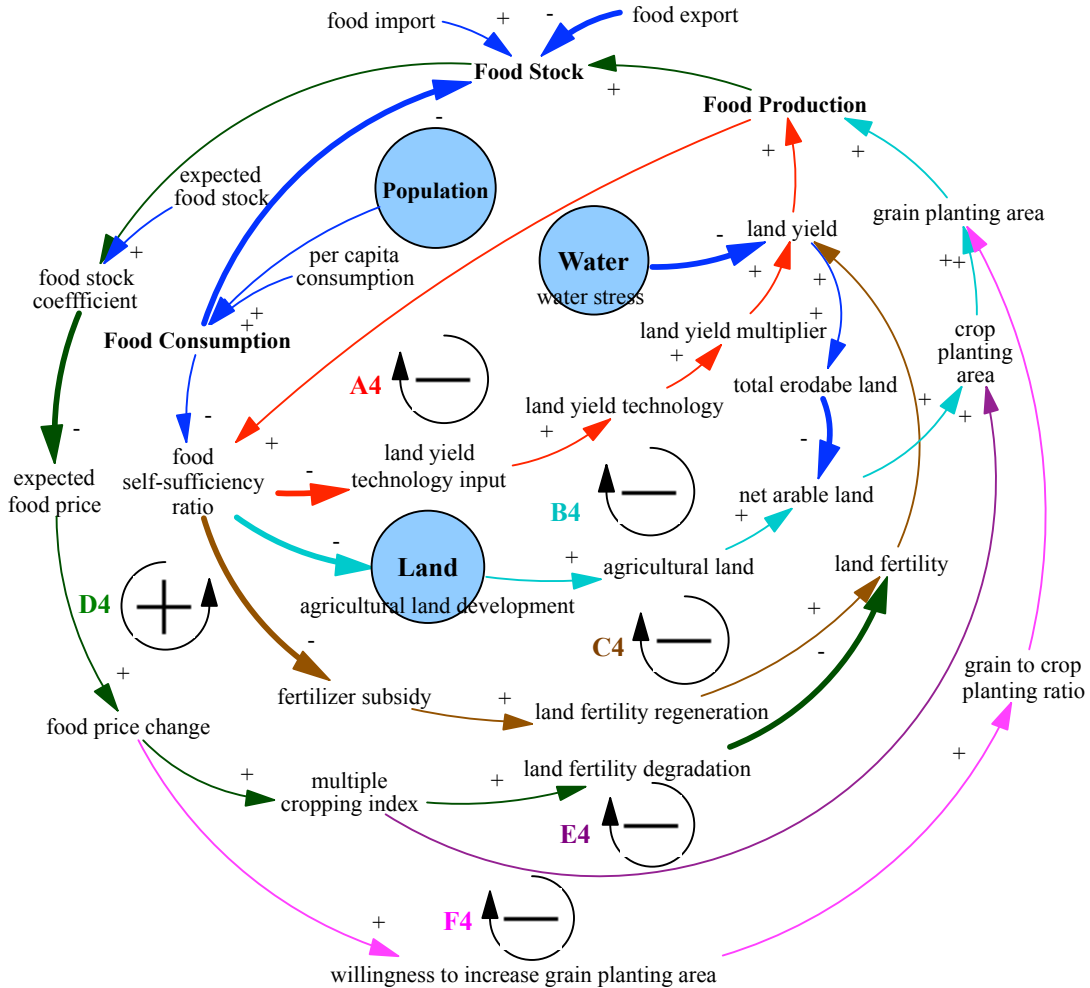 food import
+
-
food export
Food Stock
+
Food Production
-
+
+
expected
food stock
Population
grain planting area
+
-
land yield
food stock
coeffficient
per capita
consumption
Water
water stress
+
++
+
+
+
Food Consumption
land yield multiplier
crop
planting
area
A4
+
total erodabe land
-
land yield technology
+
+
-
+
+
-
food
self-sufficiency
ratio
land yield
technology input
-
-
expected
food price
B4
net arable land
+
-
Land
+
agricultural land
land fertility
agricultural land development
D4
+
-
C4
-
grain to crop
planting ratio
+
fertilizer subsidy
+
land fertility regeneration
food price change
+
+
land fertility degradation
+
multiple
cropping index
E4
F4
+
willingness to increase grain planting area